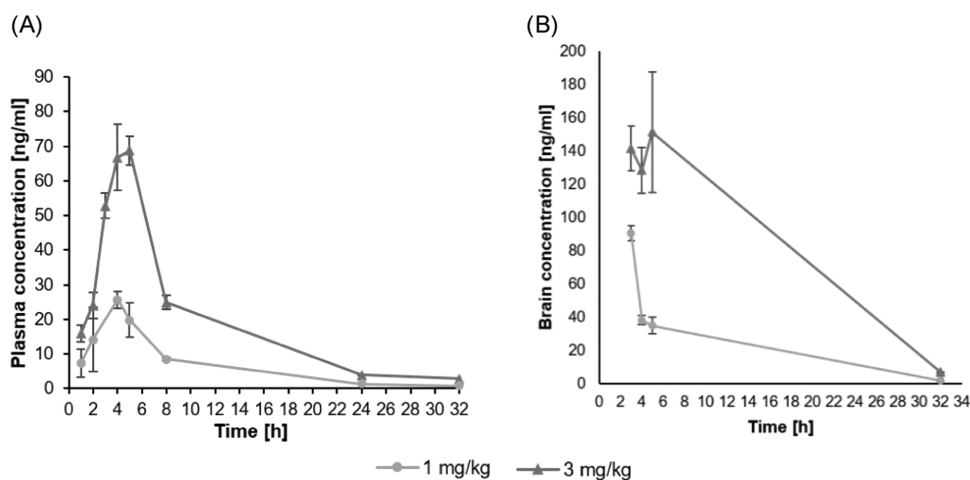 (A)
Plasma concentration [ng/ml]
90
80
70
60
50
40
30
20
10
0
0 2 4 6 8 10 12 14 16 18 20 22 24 26 28 30 32
Time [h]
(B)
Brain concentration [ng/ml]
200
180
160
140
120
100
80
60
40
20
0
0 2 4 6 8 10 12 14 16 18 20 22 24 26 28 30 32 34
Time [h]
1 mg/kg 3 mg/kg